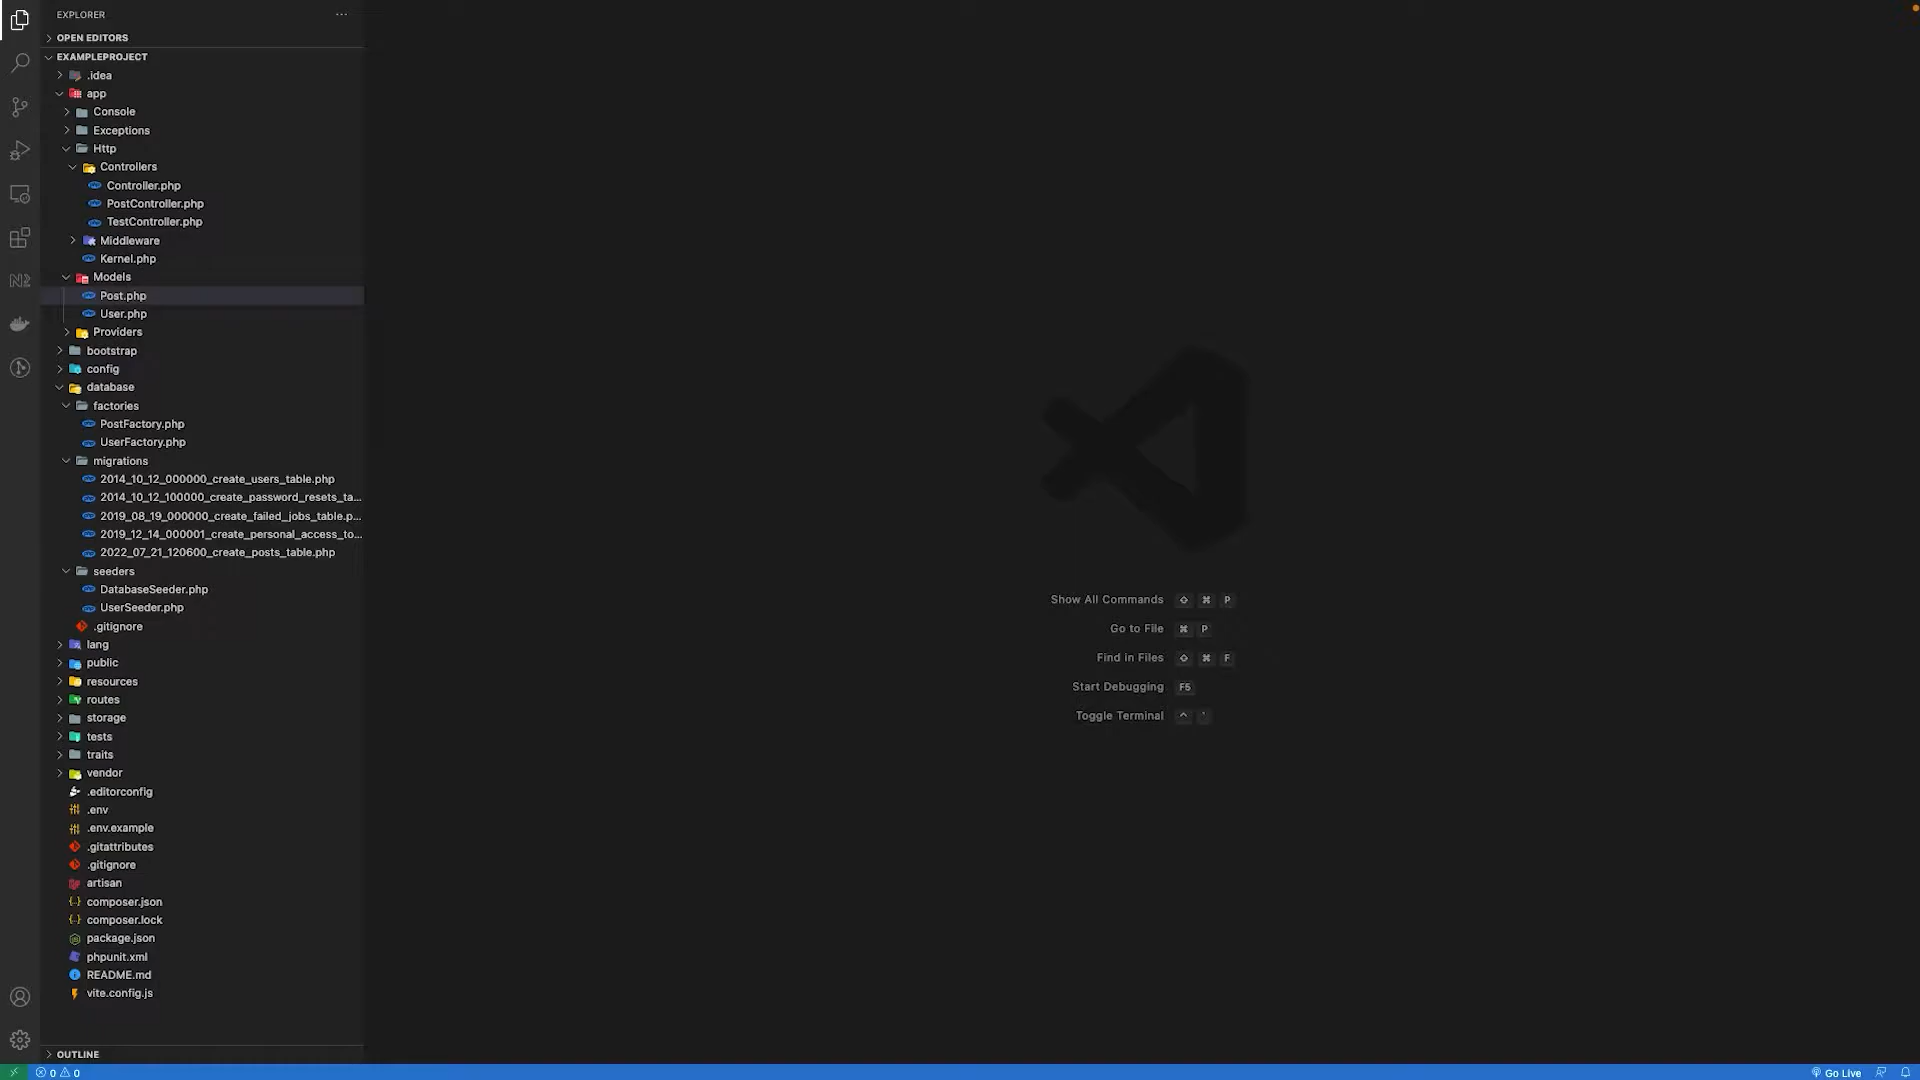 EXPLORER
OPEN EDITORS
EXAMPLEPROJECT
.idea
app
Console
Exceptions
Http
Controllers
Controller.php
PostController.php
TestController.php
Middleware
Kernel.php
Models
Post.php
User.php
Providers
bootstrap
config
database
factories
PostFactory.php
UserFactory.php
migrations
2014_10_12_000000_create_users_table.php
2014_10_12_100000_create_password_resets_ta...
2019_08_19_000000_create_failed_jobs_table.p...
2019_12_14_000001_create_personal_access_to...
2022_07_21_120600_create_posts_table.php
seeders
DatabaseSeeder.php
UserSeeder.php
.gitignore
lang
public
resources
routes
storage
tests
traits
vendor
.editorconfig
.env
.env.example
.gitattributes
.gitignore
artisan
composer.json
composer.lock
package.json
phpunit.xml
README.md
vite.config.js
OUTLINE
Show All Commands ⇧ ⌘ P
Go to File ⌘ P
Find in Files ⇧ ⌘ F
Start Debugging F5
Toggle Terminal ^ `
0 0
Go Live